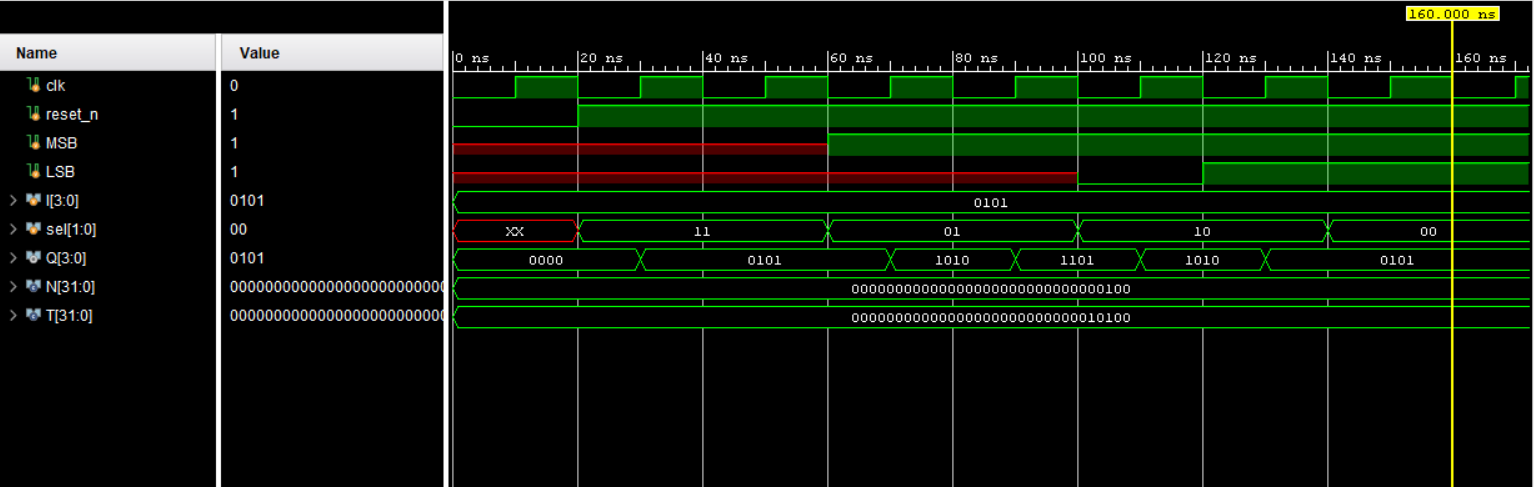 160.000 ns
Name Value
0 ns 20 ns 40 ns 60 ns 80 ns 100 ns 120 ns 140 ns 160 ns
clk 0
reset_n 1
MSB 1
LSB 1
I[3:0] 0101 0101
sel[1:0] 00 XX 11 01 10 00
Q[3:0] 0101 0000 0101 1010 1101 1010 0101
N[31:0] 000000000000000000000000 00000000000000000000000000000100
T[31:0] 000000000000000000000000 00000000000000000000000000010100